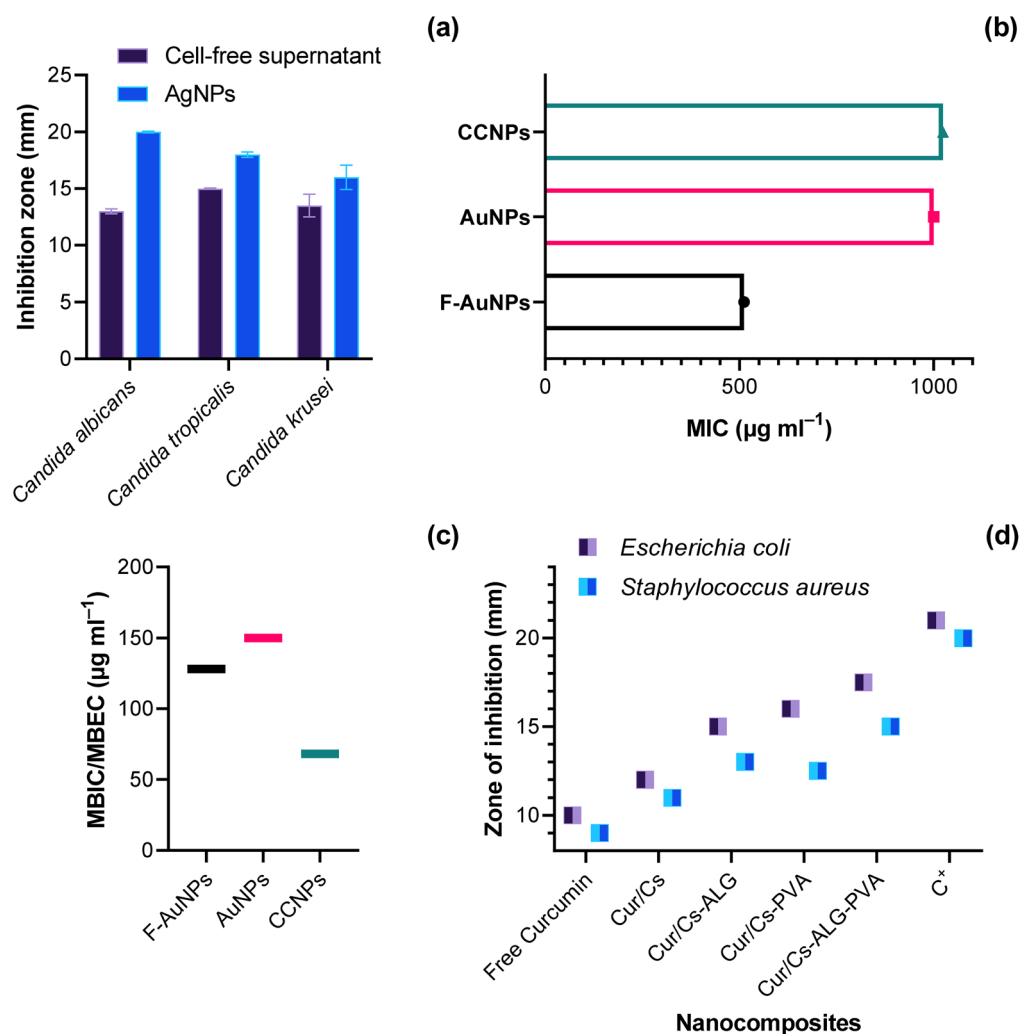 (a)
Cell-free supernatant
AgNPs
Inhibition zone (mm)
25
20
15
10
5
0
Candida albicans
Candida tropicalis
Candida krusei
(b)
CCNPs
AuNPs
F-AuNPs
0
500
1000
MIC (µg ml⁻¹)
(c)
MBIC/MBEC (µg ml⁻¹)
200
150
100
50
0
F-AuNPs
AuNPs
CCNPs
(d)
Escherichia coli
Staphylococcus aureus
Zone of inhibition (mm)
20
15
10
Free Curcumin
Cur/Cs
Cur/Cs-ALG
Cur/Cs-PVA
Cur/Cs-ALG-PVA
C⁺
Nanocomposites